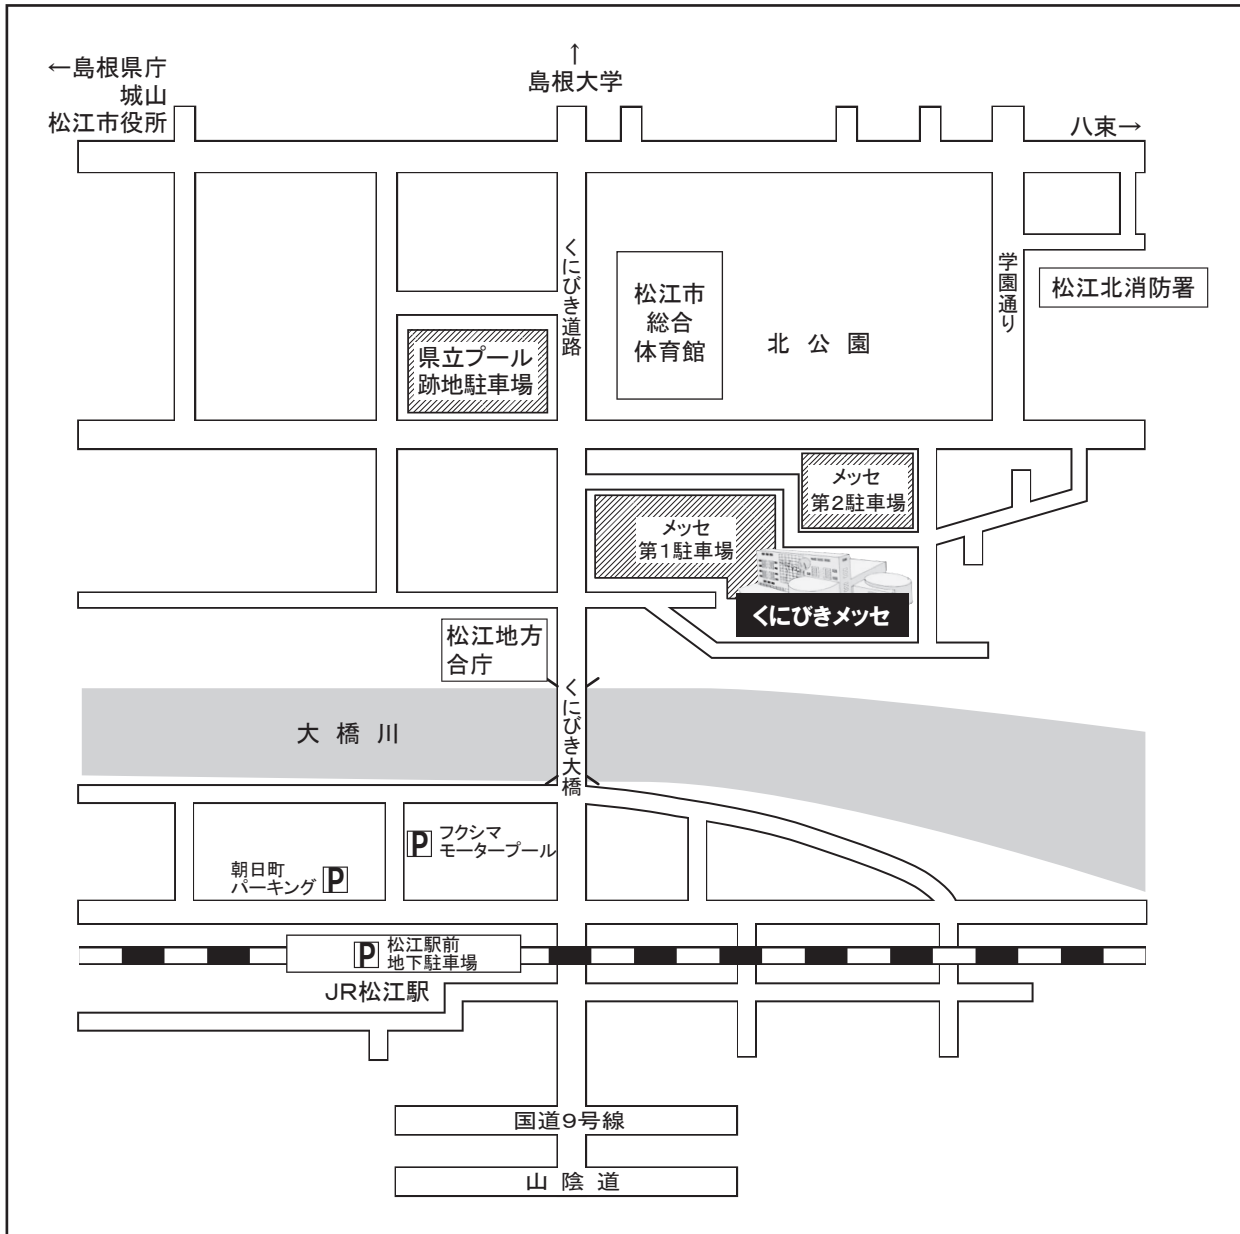 ←島根県庁
城山
松江市役所
↑
島根大学
八束→
くにびき道路
松江市
総合
体育館
北公園
学園通り
松江北消防署
県立プール
跡地駐車場
メッセ
第2駐車場
メッセ
第1駐車場
くにびきメッセ
松江地方
合庁
くにびき大橋
大橋川
P
フクシマ
モータープール
朝日町
パーキング
P
P
松江駅前
地下駐車場
JR松江駅
国道9号線
山陰道